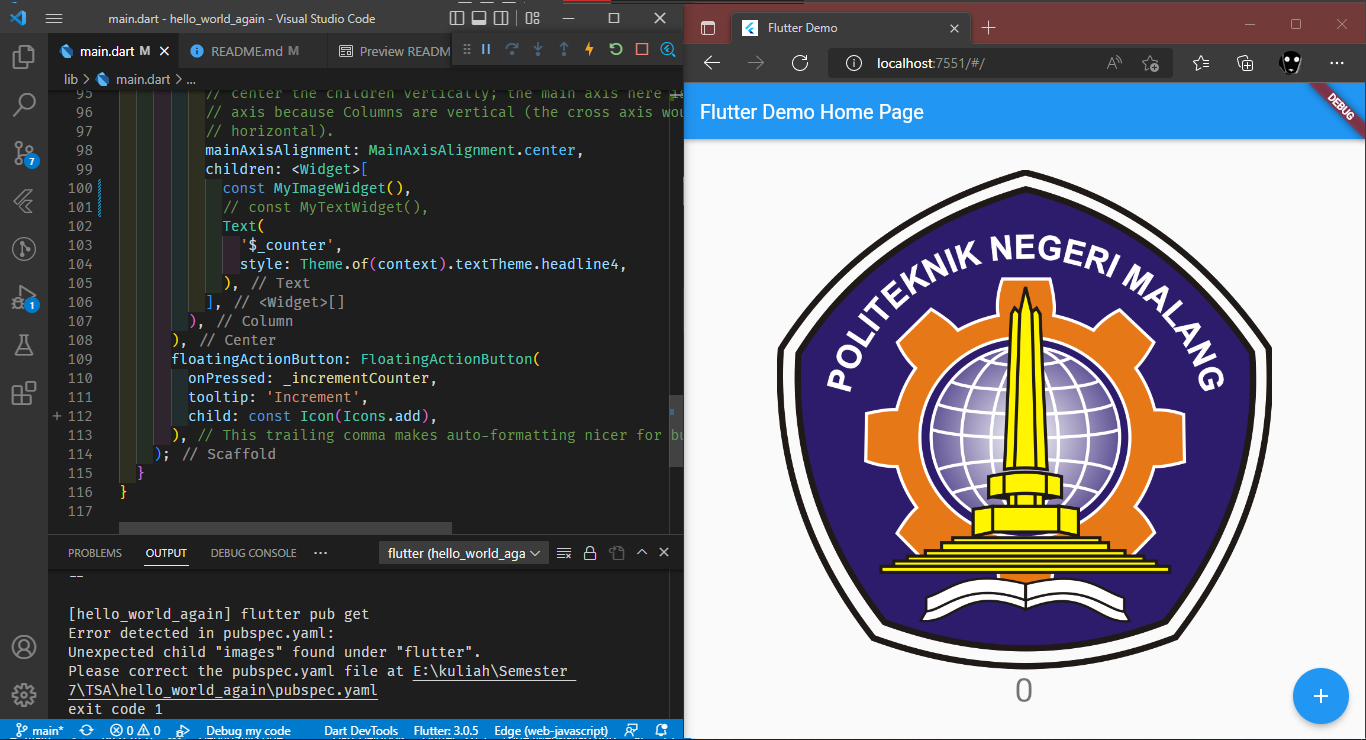 main.dart - hello_world_again - Visual Studio Code
main.dart M
README.md M
Preview READM
lib > main.dart > ...
95 // center the children vertically; the main axis here is
96 // axis because Columns are vertical (the cross axis wou
97 // horizontal).
98 mainAxisAlignment: MainAxisAlignment.center,
99 children: <Widget>[
100 const MyImageWidget(),
101 // const MyTextWidget(),
102 Text(
103 '$_counter',
104 style: Theme.of(context).textTheme.headline4,
105 ), // Text
106 ], // <Widget>[]
107 ), // Column
108 ), // Center
109 floatingActionButton: FloatingActionButton(
110 onPressed: _incrementCounter,
111 tooltip: 'Increment',
112 child: const Icon(Icons.add),
113 ), // This trailing comma makes auto-formatting nicer for bu
114 ); // Scaffold
115 }
116 }
117
7
1
PROBLEMS OUTPUT DEBUG CONSOLE ...
flutter (hello_world_aga
--
[hello_world_again] flutter pub get
Error detected in pubspec.yaml:
Unexpected child "images" found under "flutter".
Please correct the pubspec.yaml file at E:\kuliah\Semester
7\TSA\hello_world_again\pubspec.yaml
exit code 1
main* 0 0 Debug my code Dart DevTools Flutter: 3.0.5 Edge (web-javascript)
Flutter Demo
localhost:7551/#/
Flutter Demo Home Page
DEBUG
POLITEKNIK NEGERI MALANG
0